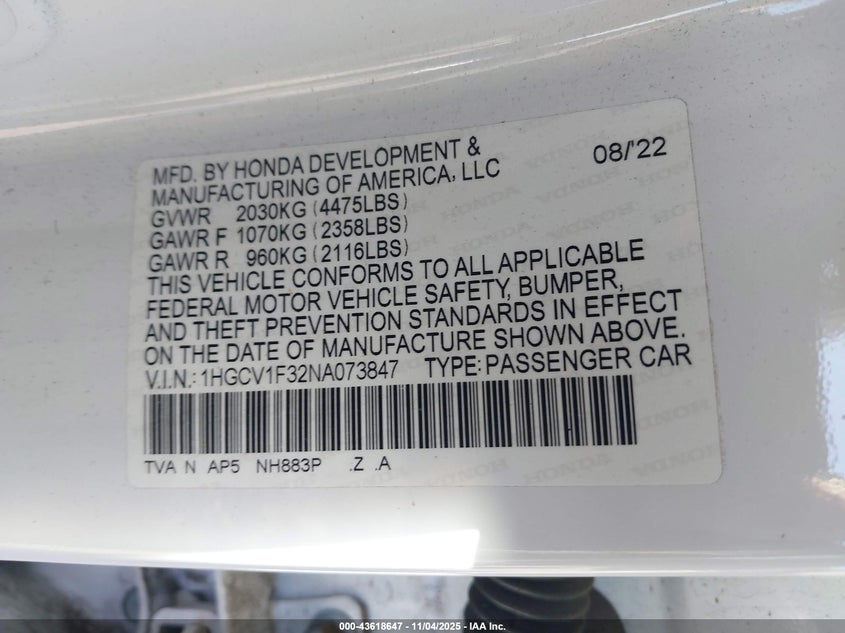 MFD. BY HONDA DEVELOPMENT & 08/'22
MANUFACTURING OF AMERICA, LLC
GVWR 2030KG (4475LBS)
GAWR F 1070KG (2358LBS)
GAWR R 960KG (2116LBS)
THIS VEHICLE CONFORMS TO ALL APPLICABLE
FEDERAL MOTOR VEHICLE SAFETY, BUMPER,
AND THEFT PREVENTION STANDARDS IN EFFECT
ON THE DATE OF MANUFACTURE SHOWN ABOVE.
V.I.N.: 1HGCV1F32NA073847 TYPE: PASSENGER CAR
TVA N AP5 NH883P .Z .A
000-43618647 - 11/04/2025 - IAA Inc.